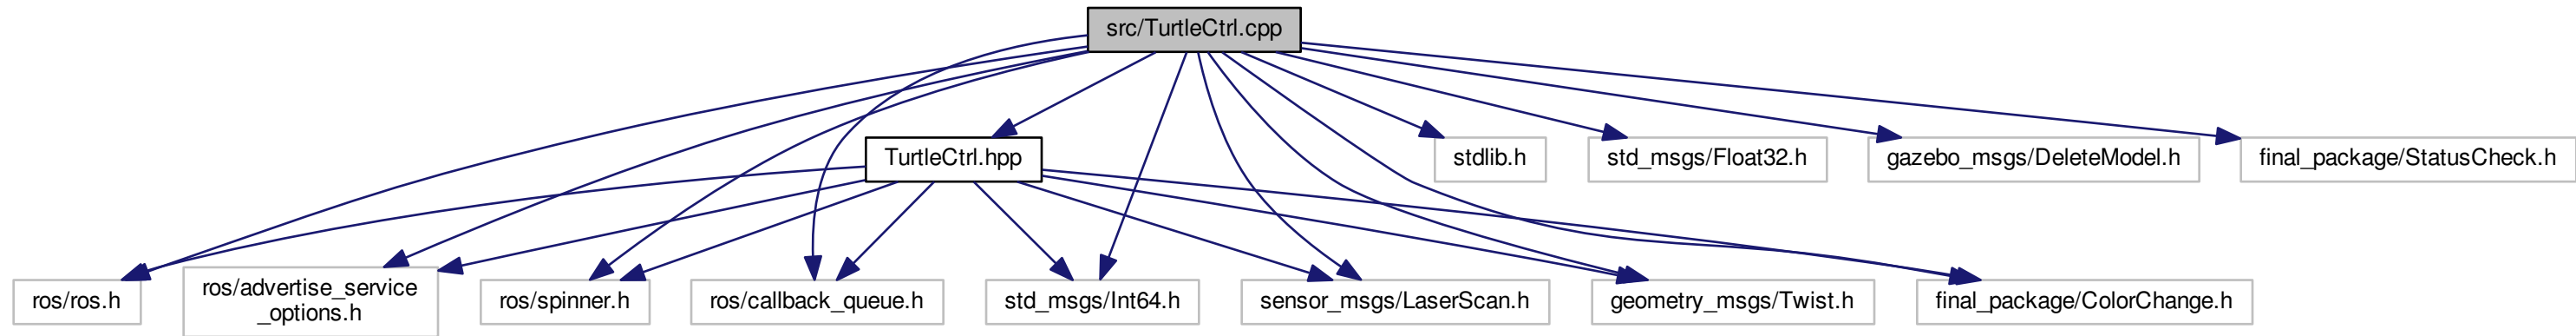 src/TurtleCtrl.cpp
TurtleCtrl.hpp
stdlib.h
std_msgs/Float32.h
gazebo_msgs/DeleteModel.h
final_package/StatusCheck.h
ros/ros.h
ros/advertise_service
_options.h
ros/spinner.h
ros/callback_queue.h
std_msgs/Int64.h
sensor_msgs/LaserScan.h
geometry_msgs/Twist.h
final_package/ColorChange.h